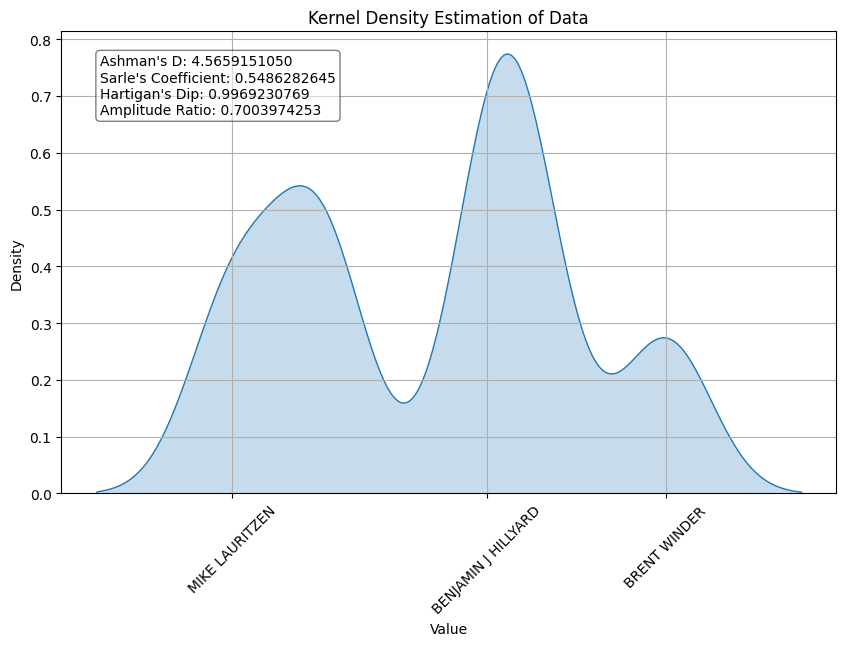 Kernel Density Estimation of Data
Ashman's D: 4.5659151050
Sarle's Coefficient: 0.5486282645
Hartigan's Dip: 0.9969230769
Amplitude Ratio: 0.7003974253
0.8
0.7
0.6
0.5
0.4
0.3
0.2
0.1
0.0
Density
MIKE LAURITZEN
BENJAMIN J HILLYARD
BRENT WINDER
Value